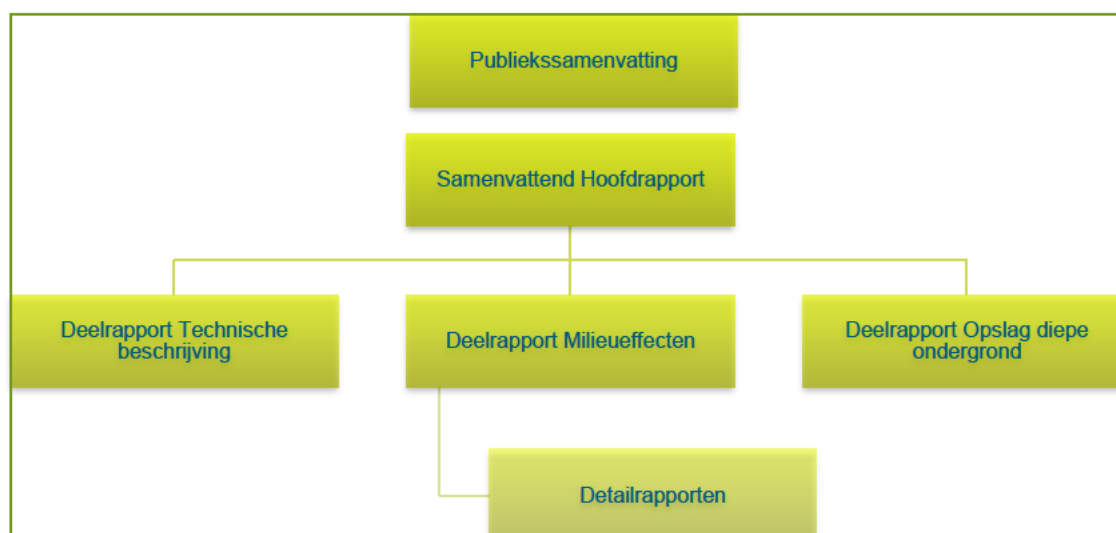 Publiekssamenvatting
Samenvattend Hoofdrapport
Deelrapport Technische
beschrijving
Deelrapport Milieueffecten
Deelrapport Opslag diepe
ondergrond
Detailrapporten